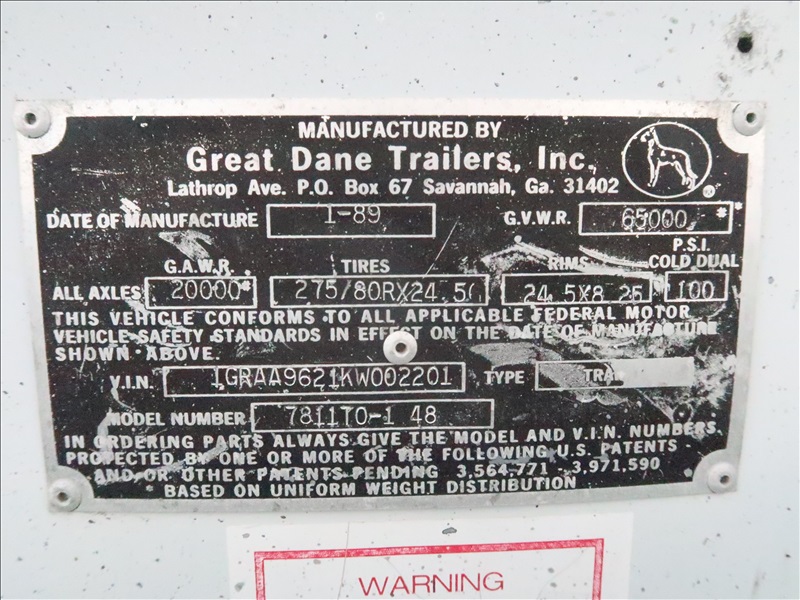 MANUFACTURED BY
Great Dane Trailers, Inc.
Lathrop Ave. P.O. Box 67 Savannah, Ga. 31402
®
DATE OF MANUFACTURE 1-89 G.V.W.R. 65000 **
G.A.W.R. TIRES RIMS P.S.I. COLD DUAL
ALL AXLES 20000* 275/80RX24.5( 24.5X8.25 100
THIS VEHICLE CONFORMS TO ALL APPLICABLE FEDERAL MOTOR
VEHICLE SAFETY STANDARDS IN EFFECT ON THE DATE OF MANUFACTURE
SHOWN ABOVE.
V.I.N. 1GRAA9621KW002201 TYPE TRA
MODEL NUMBER 7811TO-1 48
IN ORDERING PARTS ALWAYS GIVE THE MODEL AND V.I.N. NUMBERS.
PROTECTED BY ONE OR MORE OF THE FOLLOWING U.S. PATENTS
AND/OR OTHER PATENTS PENDING 3,564,771 - 3,971,590
BASED ON UNIFORM WEIGHT DISTRIBUTION
WARNING